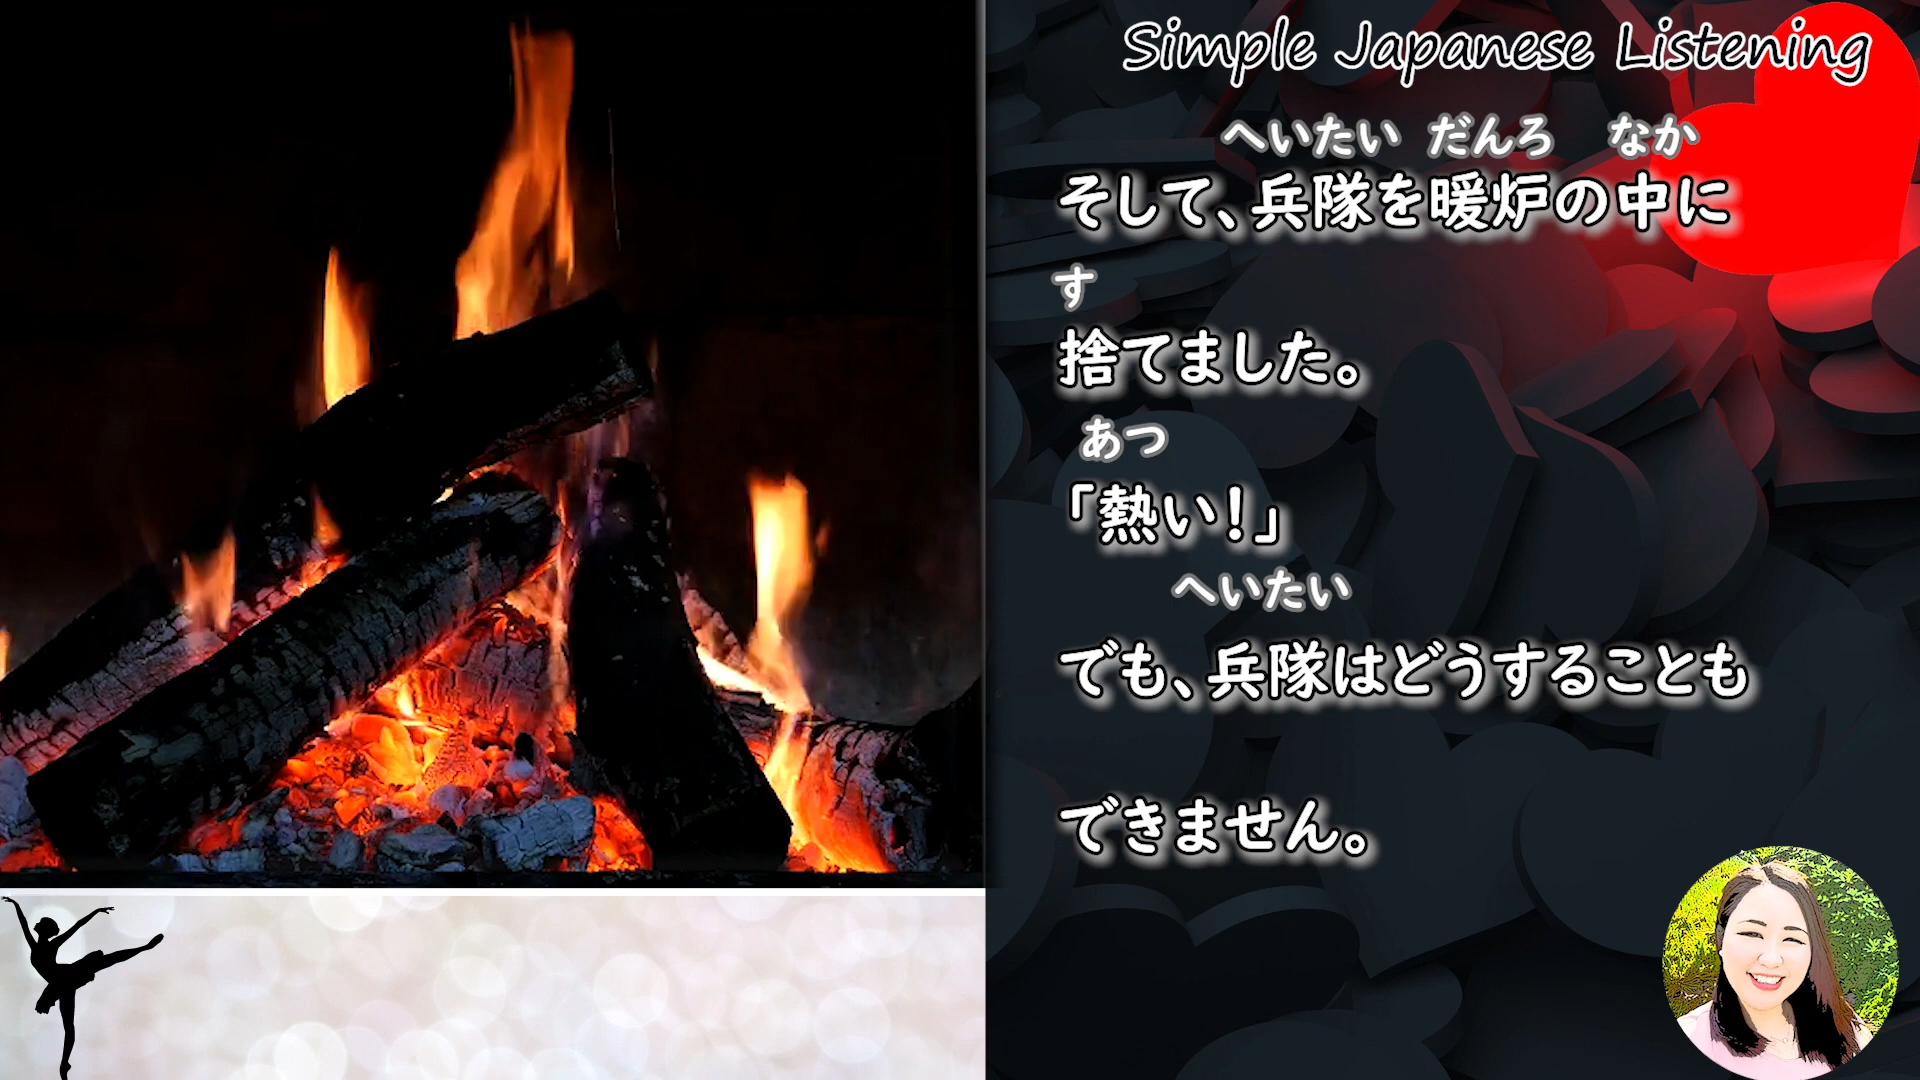 Simple Japanese Listening
へいたい だんろ なか
そして、兵隊を暖炉の中に
す
捨てました。
あつ
「熱い!」
へいたい
でも、兵隊はどうすることも
できません。